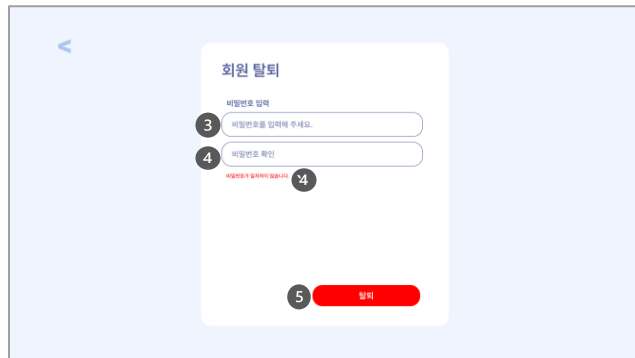 <
회원 탈퇴
비밀번호 입력
3 비밀번호를 입력해 주세요.
4 비밀번호 확인
비밀번호가 일치하지 않습니다. `4
5 탈퇴